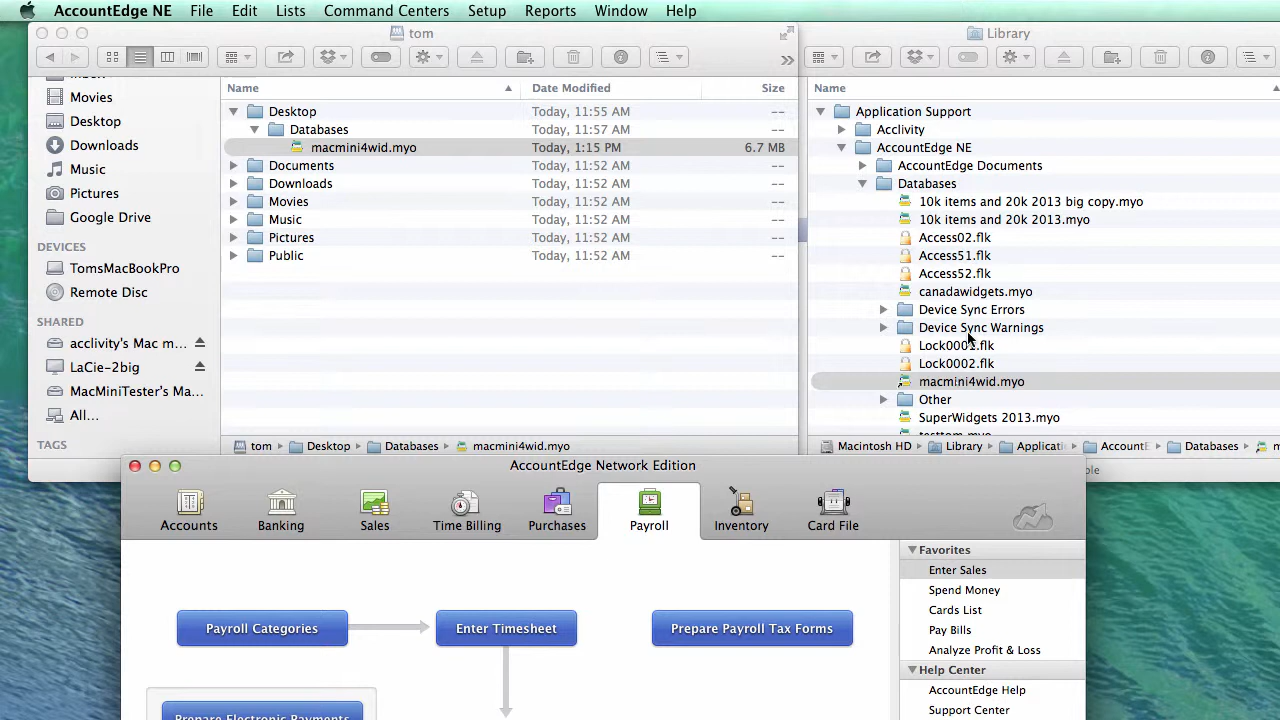 AccountEdge NE File Edit Lists Command Centers Setup Reports Window Help
tom
Library
Movies
Desktop
Downloads
Music
Pictures
Google Drive
DEVICES
TomsMacBookPro
Remote Disc
SHARED
acclivity's Mac m...
LaCie-2big
MacMiniTester's Ma...
All...
TAGS
Name Date Modified Size
Desktop Today, 11:55 AM --
Databases Today, 11:57 AM --
macmini4wid.myo Today, 1:15 PM 6.7 MB
Documents Today, 11:52 AM --
Downloads Today, 11:52 AM --
Movies Today, 11:52 AM --
Music Today, 11:52 AM --
Pictures Today, 11:52 AM --
Public Today, 11:52 AM --
tom Desktop Databases macmini4wid.myo
Name
Application Support
Acclivity
AccountEdge NE
AccountEdge Documents
Databases
10k items and 20k 2013 big copy.myo
10k items and 20k 2013.myo
Access02.flk
Access51.flk
Access52.flk
canadawidgets.myo
Device Sync Errors
Device Sync Warnings
Lock0001.flk
Lock0002.flk
macmini4wid.myo
Other
SuperWidgets 2013.myo
Macintosh HD Library Applicati Account Databases
AccountEdge Network Edition
Accounts Banking Sales Time Billing Purchases Payroll Inventory Card File
Payroll Categories Enter Timesheet Prepare Payroll Tax Forms
Prepare Electronic Payments
Favorites
Enter Sales
Spend Money
Cards List
Pay Bills
Analyze Profit & Loss
Help Center
AccountEdge Help
Support Center